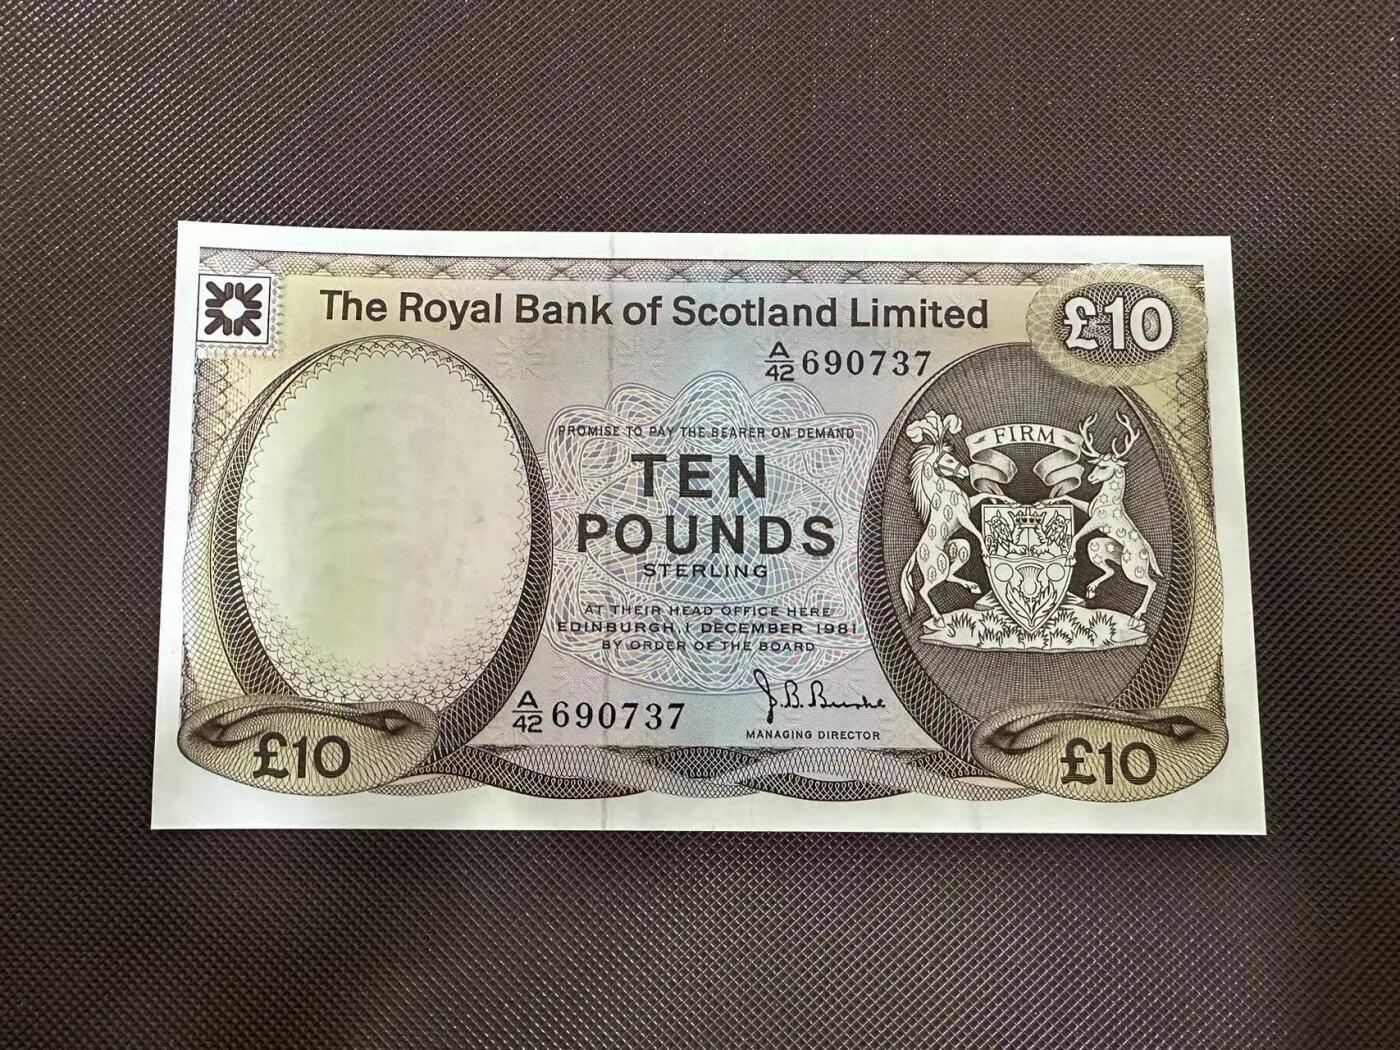 The Royal Bank of Scotland Limited
£10
A/42 690737
FIRM
PROMISE TO PAY THE BEARER ON DEMAND
TEN
POUNDS
STERLING
AT THEIR HEAD OFFICE HERE
EDINBURGH 1 DECEMBER 1981
BY ORDER OF THE BOARD
A/42 690737
J. B. Burke
MANAGING DIRECTOR
£10
£10